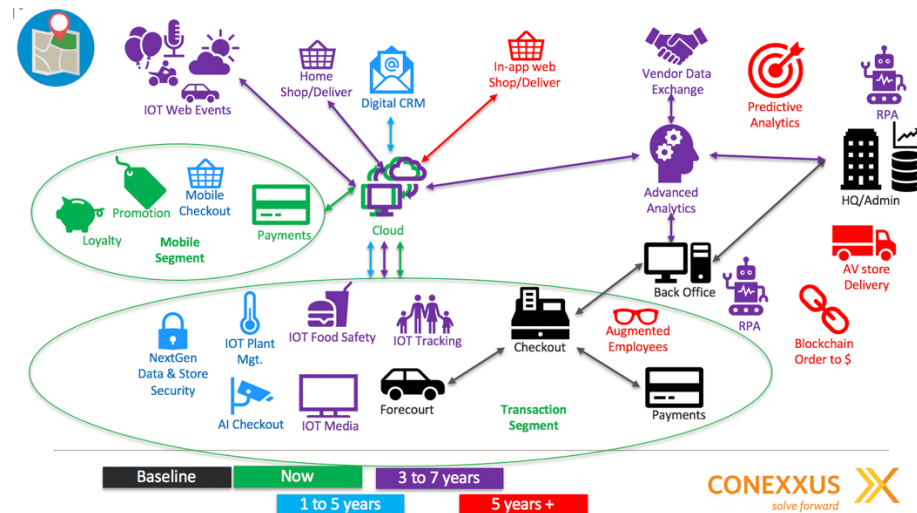 IOT Web Events
Home
Shop/Deliver
@
Digital CRM
In-app web
Shop/Deliver
Vendor Data
Exchange
Predictive
Analytics
RPA
Mobile
Checkout
Promotion
Loyalty
Mobile
Segment
Payments
Cloud
Advanced
Analytics
HQ/Admin
Back Office
RPA
AV store
Delivery
Blockchain
Order to $
NextGen
Data & Store
Security
IOT Plant
Mgt.
IOT Food Safety
IOT Tracking
Checkout
Augmented
Employees
AI Checkout
IOT Media
Forecourt
Transaction
Segment
Payments
Baseline
Now
3 to 7 years
1 to 5 years
5 years +
CONEXXUS
solve forward